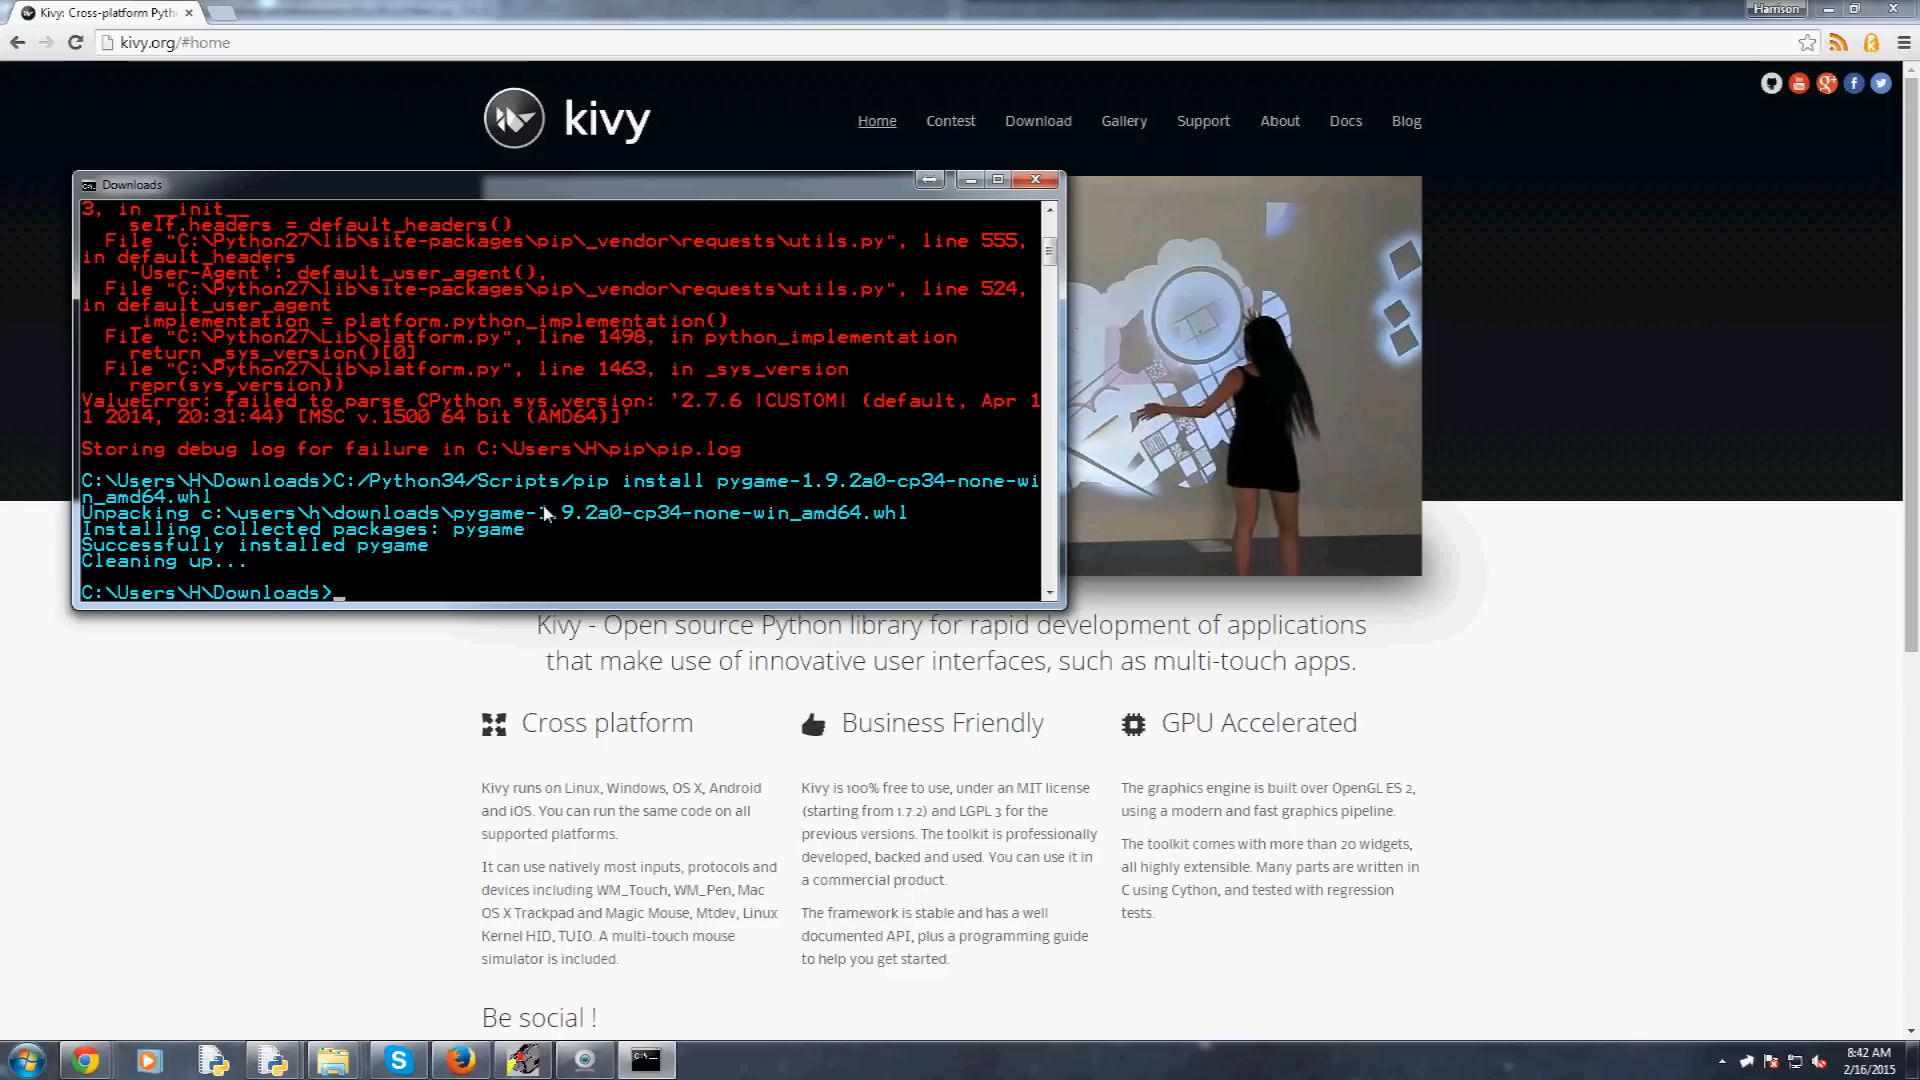 Kivy: Cross-platform Pyth
Harrison
kivy.org/#home
kivy
Home Contest Download Gallery Support About Docs Blog
Downloads
3, in __init__
self.headers = default_headers()
File "C:\Python27\lib\site-packages\pip\_vendor\requests\utils.py", line 555,
in default_headers
'User-Agent': default_user_agent(),
File "C:\Python27\lib\site-packages\pip\_vendor\requests\utils.py", line 524,
in default_user_agent
_implementation = platform.python_implementation()
File "C:\Python27\Lib\platform.py", line 1498, in python_implementation
return _sys_version()[0]
File "C:\Python27\Lib\platform.py", line 1463, in _sys_version
repr(sys_version))
ValueError: failed to parse CPython sys.version: '2.7.6 |CUSTOM| (default, Apr 1
1 2014, 20:31:44) [MSC v.1500 64 bit (AMD64)]'
Storing debug log for failure in C:\Users\H\pip\pip.log
C:\Users\H\Downloads>C:/Python34/Scripts/pip install pygame-1.9.2a0-cp34-none-wi
n_amd64.whl
Unpacking c:\users\h\downloads\pygame-1.9.2a0-cp34-none-win_amd64.whl
Installing collected packages: pygame
Successfully installed pygame
Cleaning up...
C:\Users\H\Downloads>_
Kivy - Open source Python library for rapid development of applications
that make use of innovative user interfaces, such as multi-touch apps.
Cross platform
Kivy runs on Linux, Windows, OS X, Android
and iOS. You can run the same code on all
supported platforms.
It can use natively most inputs, protocols and
devices including WM_Touch, WM_Pen, Mac
OS X Trackpad and Magic Mouse, Mtdev, Linux
Kernel HID, TUIO. A multi-touch mouse
simulator is included.
Business Friendly
Kivy is 100% free to use, under an MIT license
(starting from 1.7.2) and LGPL 3 for the
previous versions. The toolkit is professionally
developed, backed and used. You can use it in
a commercial product.
The framework is stable and has a well
documented API, plus a programming guide
to help you get started.
GPU Accelerated
The graphics engine is built over OpenGL ES 2,
using a modern and fast graphics pipeline.
The toolkit comes with more than 20 widgets,
all highly extensible. Many parts are written in
C using Cython, and tested with regression
tests.
Be social !
8:42 AM
2/16/2015